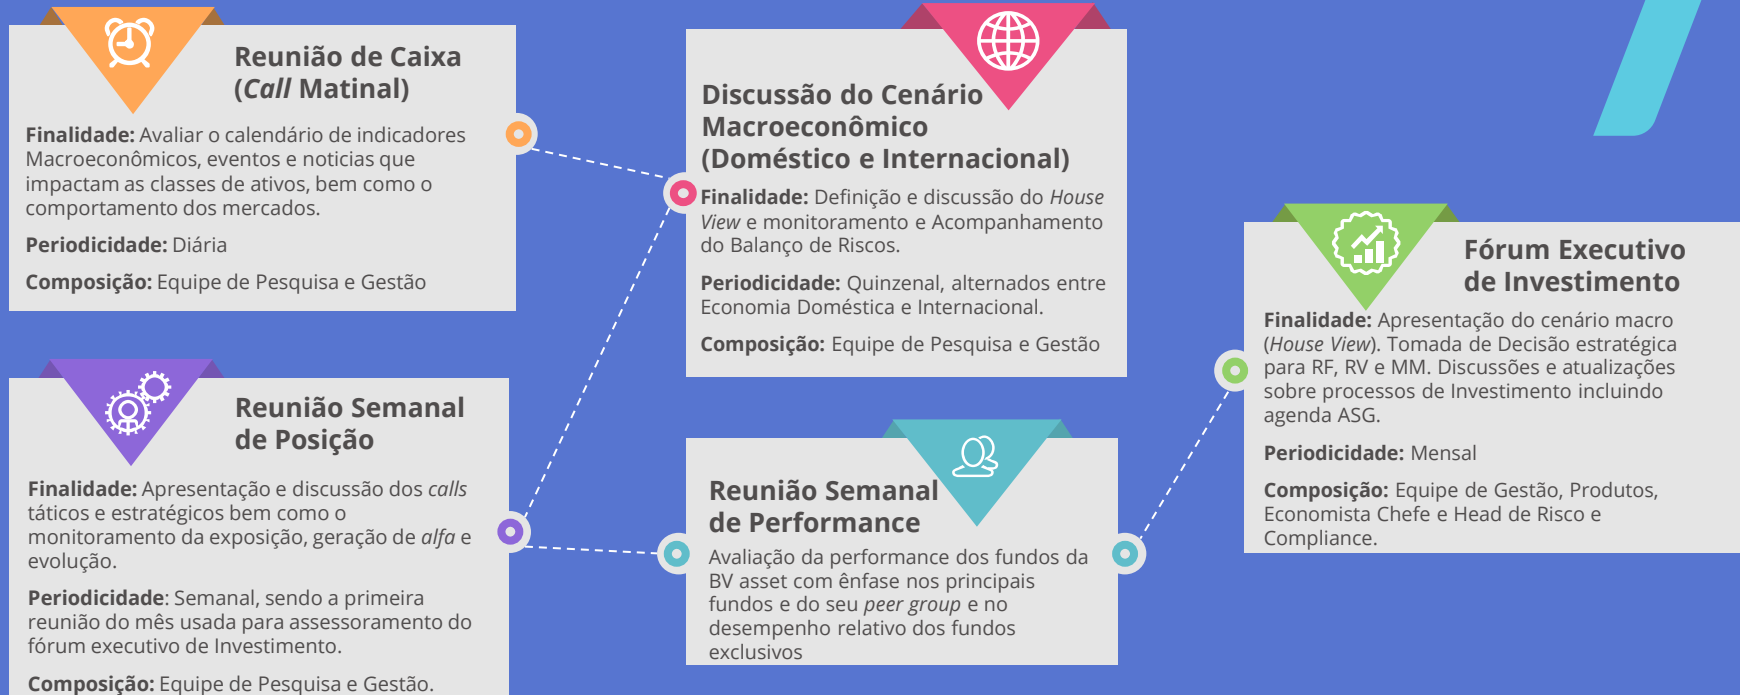 Reunião de Caixa
(Call Matinal)
Finalidade: Avaliar o calendário de indicadores
Macroeconômicos, eventos e noticias que
impactam as classes de ativos, bem como o
comportamento dos mercados.
Periodicidade: Diária
Composição: Equipe de Pesquisa e Gestão
Reunião Semanal
de Posição
Finalidade: Apresentação e discussão dos calls
táticos e estratégicos bem como o
monitoramento da exposição, geração de alfa e
evolução.
Periodicidade: Semanal, sendo a primeira
reunião do mês usada para assessoramento do
fórum executivo de Investimento.
Composição: Equipe de Pesquisa e Gestão.
Discussão do Cenário
Macroeconômico
(Doméstico e Internacional)
Finalidade: Definição e discussão do House
View e monitoramento e Acompanhamento
do Balanço de Riscos.
Periodicidade: Quinzenal, alternados entre
Economia Doméstica e Internacional.
Composição: Equipe de Pesquisa e Gestão
Reunião Semanal
de Performance
Avaliação da performance dos fundos da
BV asset com ênfase nos principais
fundos e do seu peer group e no
desempenho relativo dos fundos
exclusivos
Fórum Executivo
de Investimento
Finalidade: Apresentação do cenário macro
(House View). Tomada de Decisão estratégica
para RF, RV e MM. Discussões e atualizações
sobre processos de Investimento incluindo
agenda ASG.
Periodicidade: Mensal
Composição: Equipe de Gestão, Produtos,
Economista Chefe e Head de Risco e
Compliance.